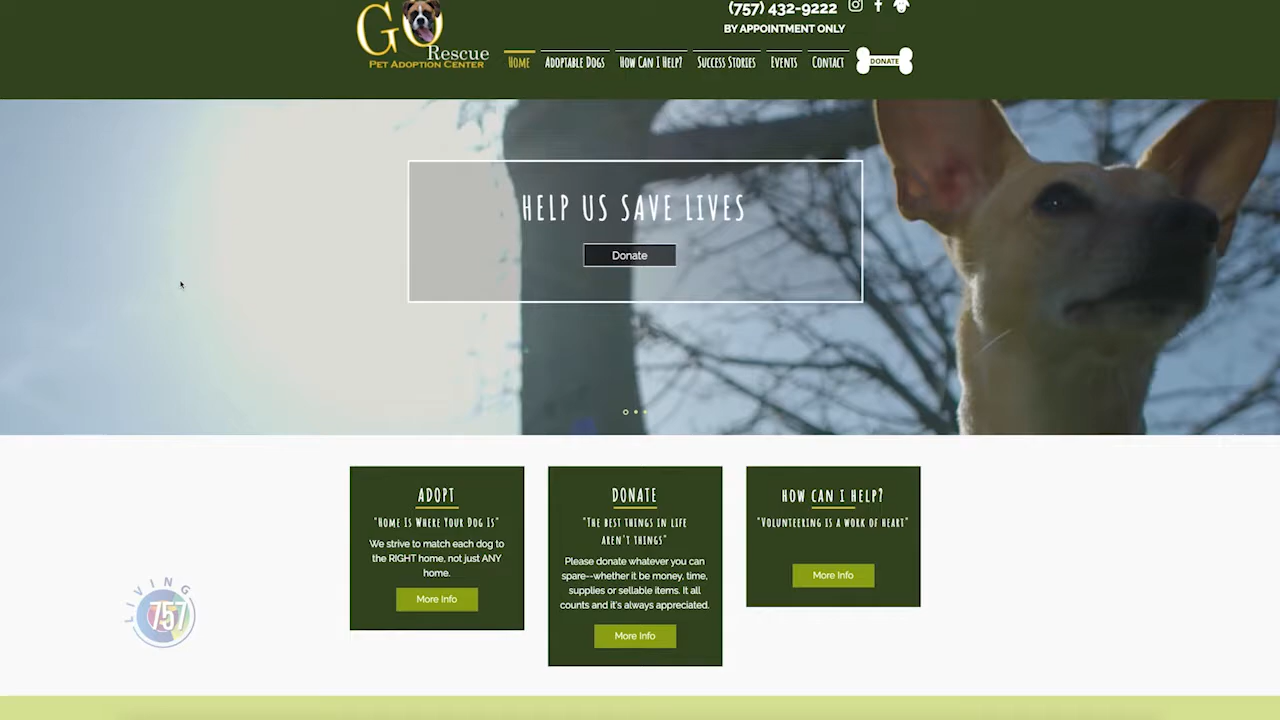 GO
Rescue
PET ADOPTION CENTER
(757) 432-9222
BY APPOINTMENT ONLY
HOME
ADOPTABLE DOGS
HOW CAN I HELP?
SUCCESS STORIES
EVENTS
CONTACT
DONATE
HELP US SAVE LIVES
Donate
ADOPT
"HOME IS WHERE YOUR DOG IS"
We strive to match each dog to
the RIGHT home, not just ANY
home.
More Info
DONATE
"THE BEST THINGS IN LIFE
AREN'T THINGS"
Please donate whatever you can
spare--whether it be money, time,
supplies or sellable items. It all
counts and it's always appreciated.
More Info
HOW CAN I HELP?
"VOLUNTEERING IS A WORK OF HEART"
More Info
LIVING
757